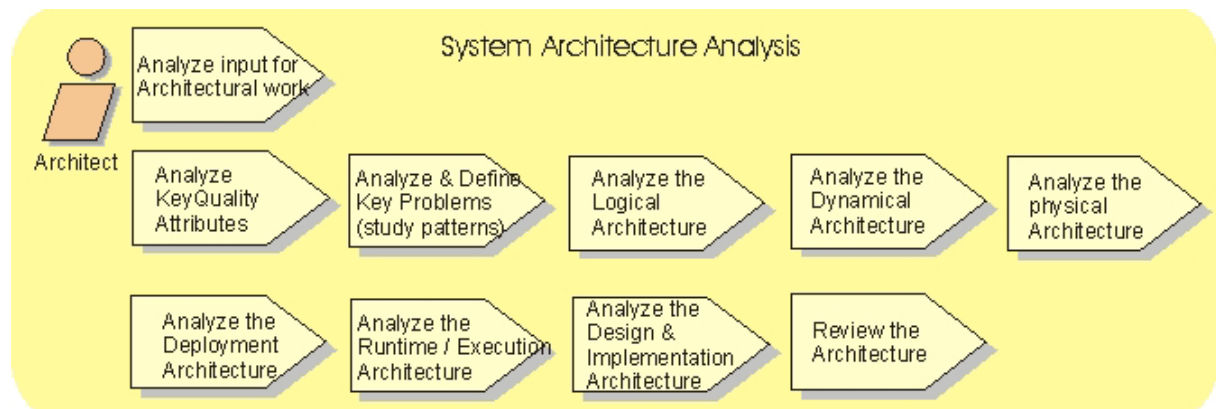 System Architecture Analysis
Analyze input for
Architectural work
Architect
Analyze
KeyQuality
Attributes
Analyze & Define
Key Problems
(study patterns)
Analyze the
Logical
Architecture
Analyze the
Dynamical
Architecture
Analyze the
physical
Architecture
Analyze the
Deployment
Architecture
Analyze the
Runtime / Execution
Architecture
Analyze the
Design &
Implementation
Architecture
Review the
Architecture